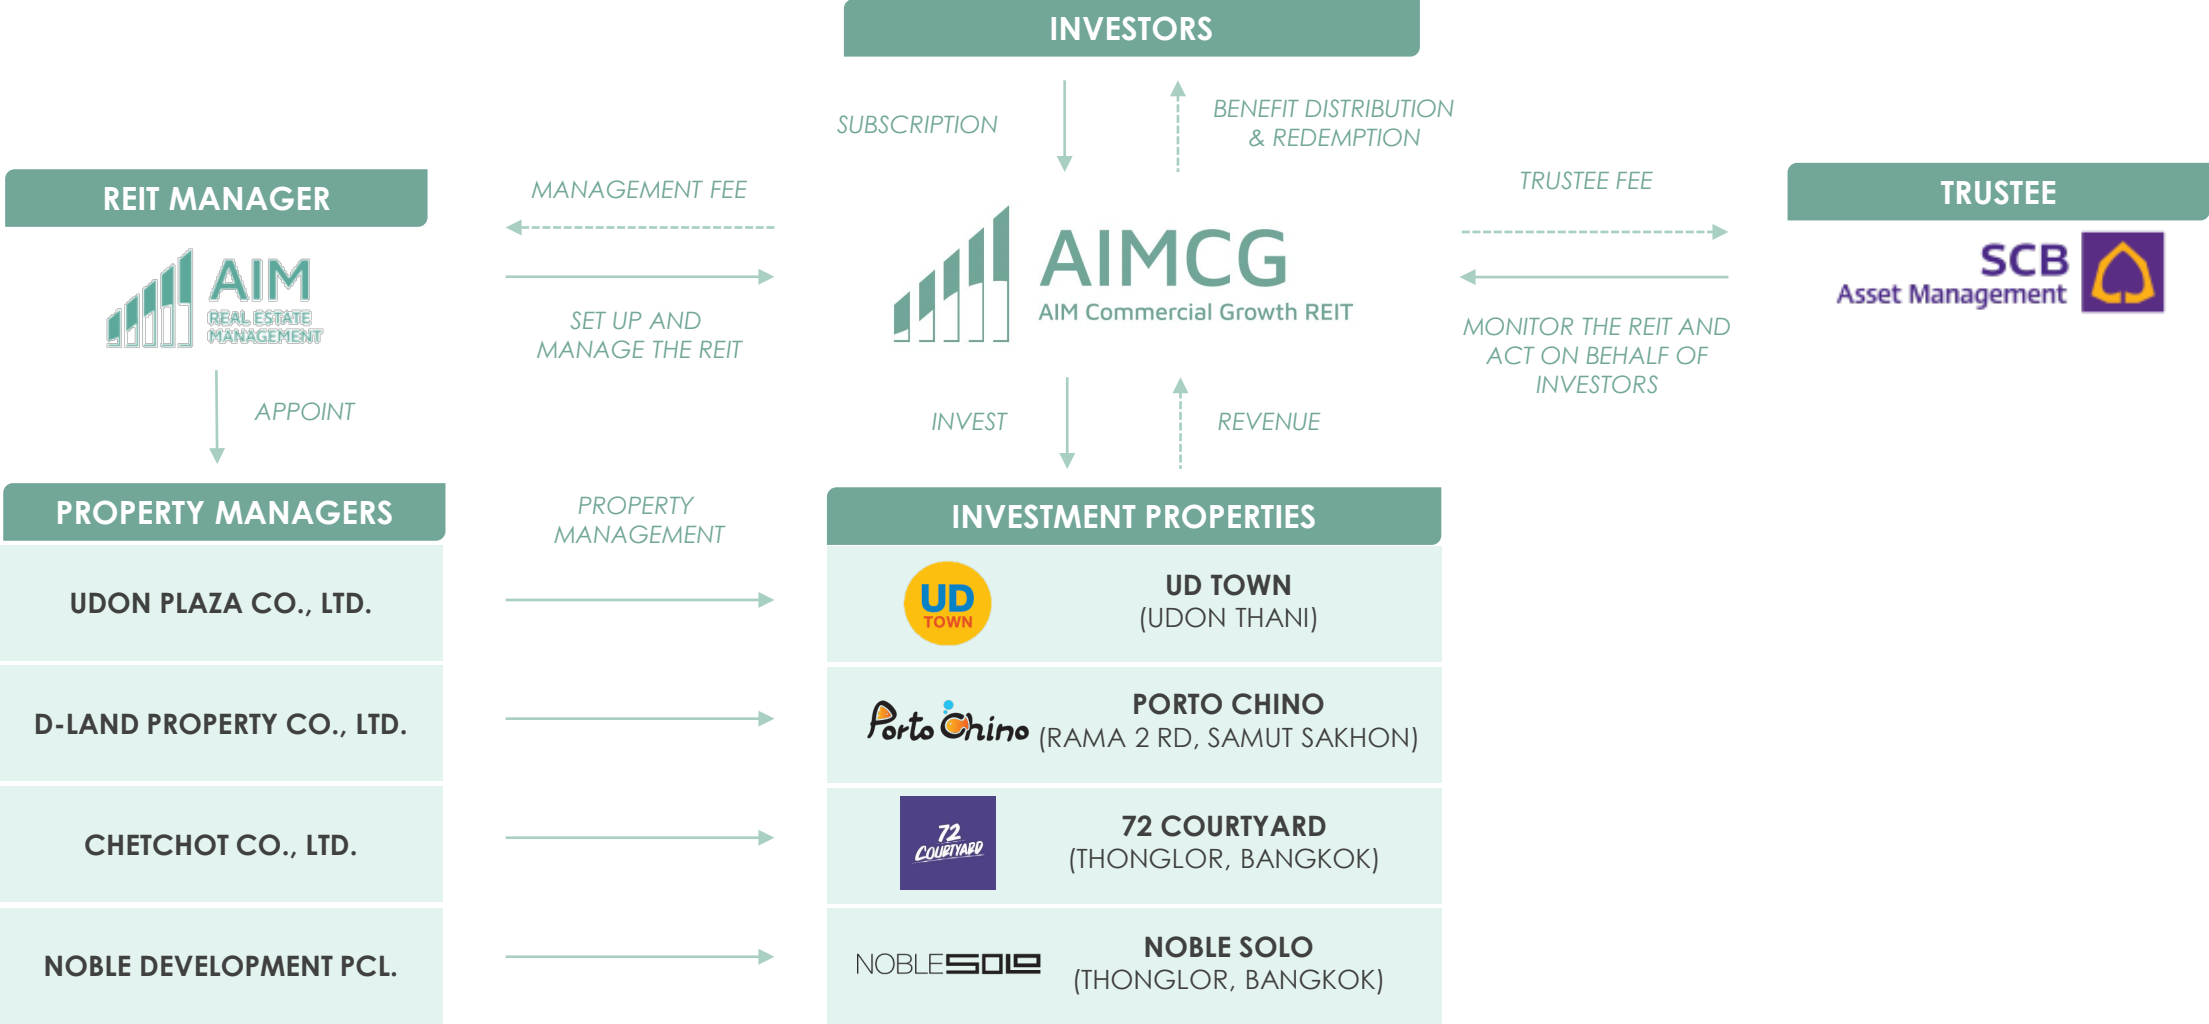 INVESTORS
SUBSCRIPTION
BENEFIT DISTRIBUTION
& REDEMPTION
REIT MANAGER
MANAGEMENT FEE
TRUSTEE FEE
TRUSTEE
AIM
REAL ESTATE
MANAGEMENT
AIMCG
AIM Commercial Growth REIT
SCB
Asset Management
SET UP AND
MANAGE THE REIT
MONITOR THE REIT AND
ACT ON BEHALF OF
INVESTORS
APPOINT
INVEST
REVENUE
PROPERTY MANAGERS
PROPERTY
MANAGEMENT
INVESTMENT PROPERTIES
UDON PLAZA CO., LTD.
UD
TOWN
UD TOWN
(UDON THANI)
D-LAND PROPERTY CO., LTD.
Porto Chino
PORTO CHINO
(RAMA 2 RD, SAMUT SAKHON)
CHETCHOT CO., LTD.
72
COURTYARD
72 COURTYARD
(THONGLOR, BANGKOK)
NOBLE DEVELOPMENT PCL.
NOBLE SOLO
NOBLE SOLO
(THONGLOR, BANGKOK)